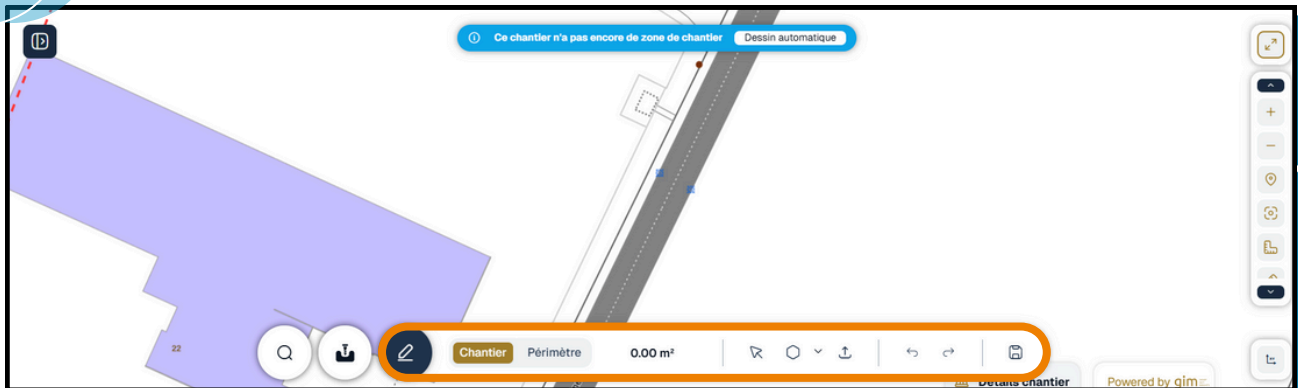 Ce chantier n'a pas encore de zone de chantier Dessin automatique
22
Chantier Périmètre 0.00 m²
Détails chantier
Powered by gim